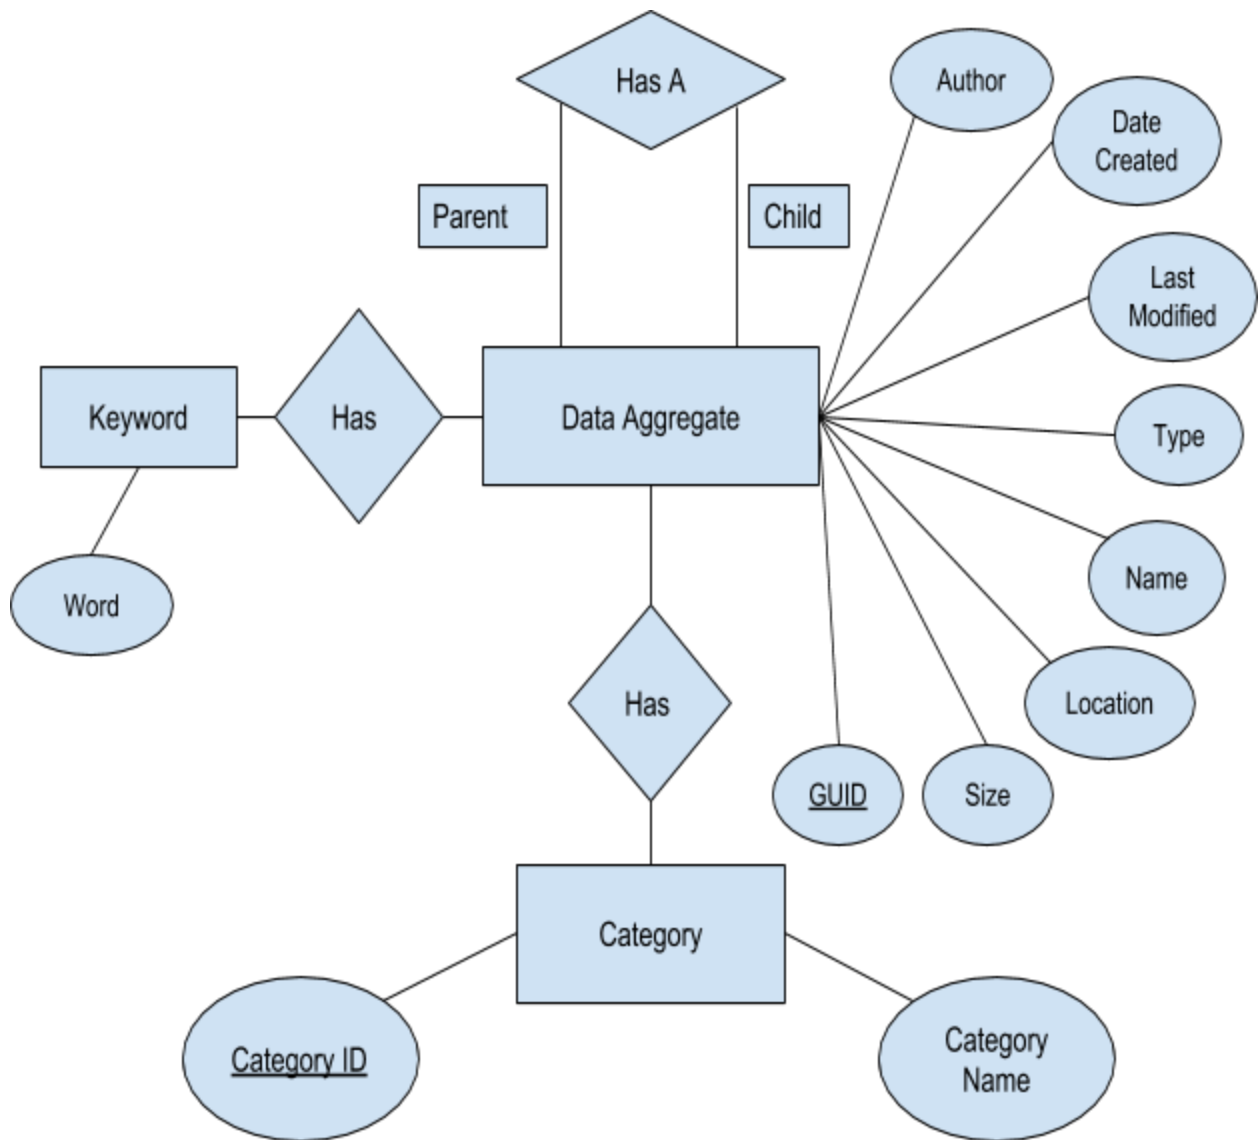 Has A
Author
Date
Created
Parent
Child
Last
Modified
Keyword
Has
Data Aggregate
Type
Word
Name
Has
Location
GUID
Size
Category
Category ID
Category
Name